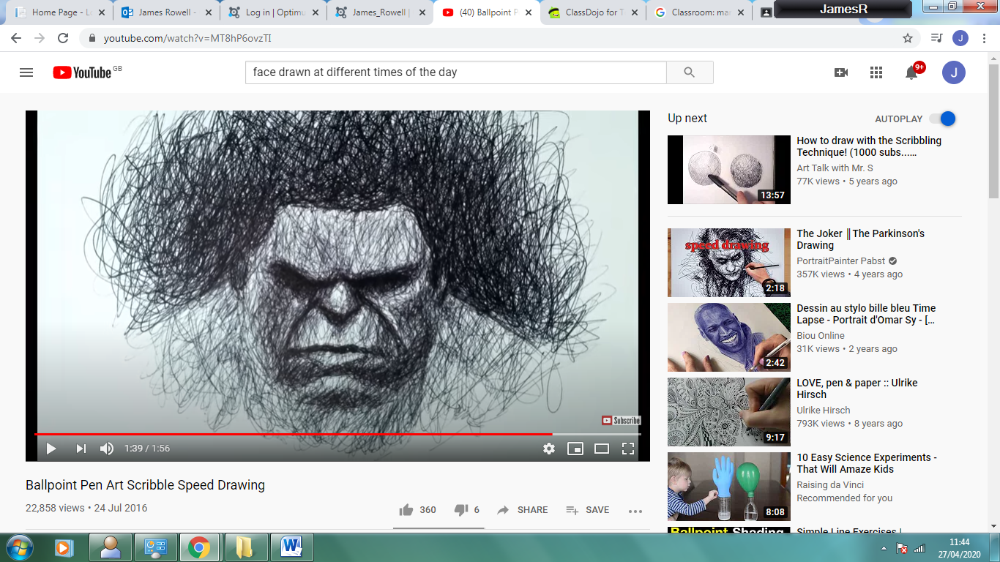 Home Page - L
James Rowell -
Log in | Optimu
James_Rowell |
(40) Ballpoint P
ClassDojo for T
Classroom: mar
JamesR
youtube.com/watch?v=MT8hP6ovzTI
J
YouTube GB
face drawn at different times of the day
9+
J
Up next
AUTOPLAY
How to draw with the Scribbling
Technique! (1000 subs...…
Art Talk with Mr. S
77K views • 5 years ago
13:57
speed drawing
The Joker ║The Parkinson's
Drawing
PortraitPainter Pabst
357K views • 4 years ago
2:18
Dessin au stylo bille bleu Time
Lapse - Portrait d'Omar Sy - [...
Biou Online
31K views • 2 years ago
2:42
LOVE, pen & paper :: Ulrike
Hirsch
Ulrike Hirsch
793K views • 8 years ago
9:17
10 Easy Science Experiments -
That Will Amaze Kids
Raising da Vinci
Recommended for you
8:08
Ballpoint Shading
Simple Line Exercises |
Subscribe
1:39 / 1:56
Ballpoint Pen Art Scribble Speed Drawing
22,858 views • 24 Jul 2016
360
6
SHARE
SAVE
W
11:44
27/04/2020